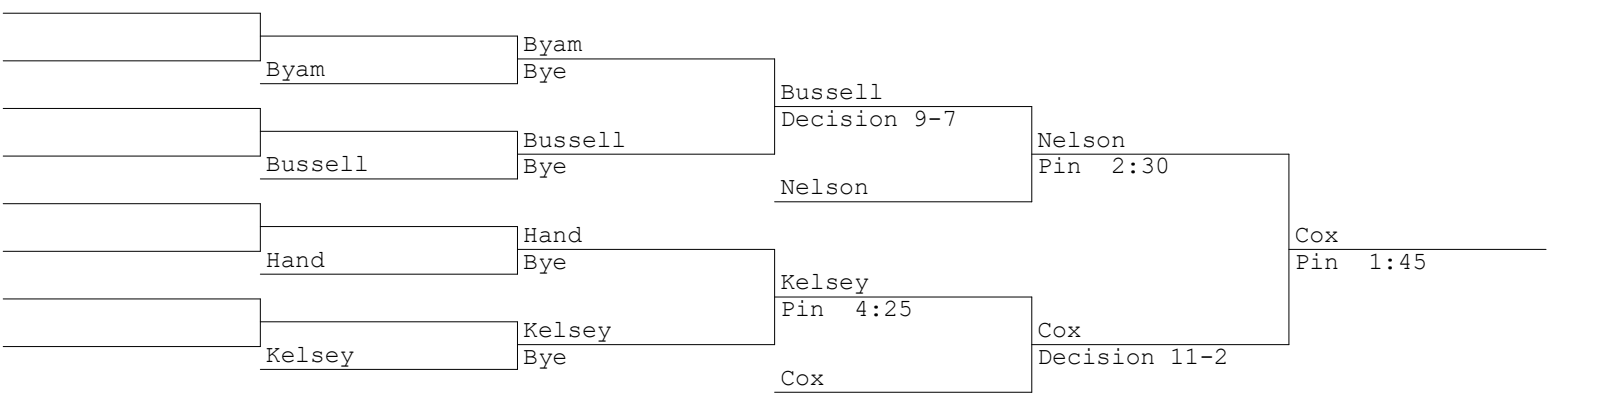 Byam
Byam
Bye
Bussell
Decision 9-7
Bussell
Bussell
Bye
Nelson
Nelson
Pin  2:30
Hand
Hand
Bye
Cox
Pin  1:45
Kelsey
Pin  4:25
Kelsey
Kelsey
Bye
Cox
Cox
Decision 11-2